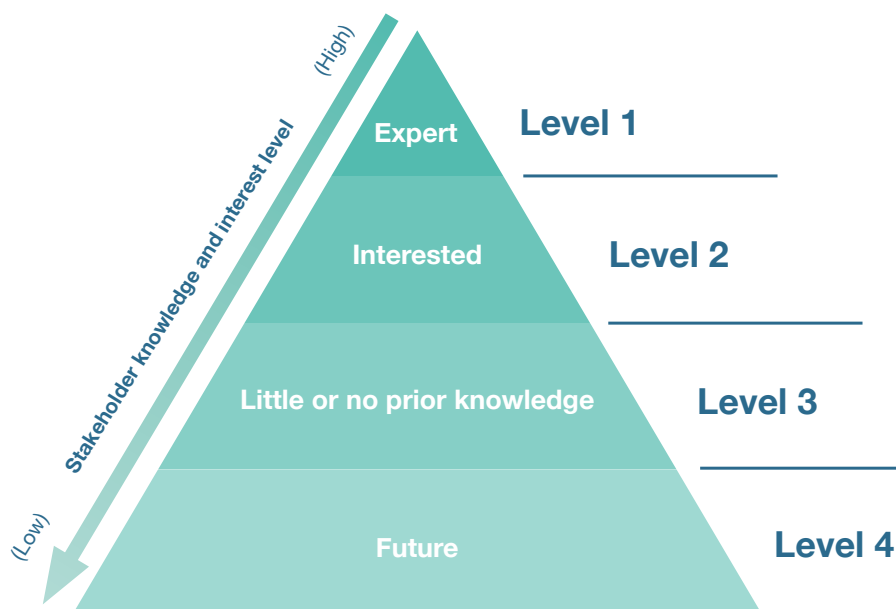 (High)
Stakeholder knowledge and interest level
(Low)
Expert
Level 1
Interested
Level 2
Little or no prior knowledge
Level 3
Future
Level 4